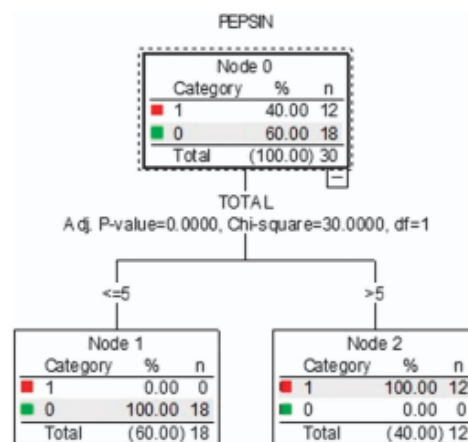 PEPSIN
Node 0
Category % n
1 40.00 12
0 60.00 18
Total (100.00) 30
TOTAL
Adj. P-value=0.0000, Chi-square=30.0000, df=1
<=5 >5
Node 1
Category % n
1 0.00 0
0 100.00 18
Total (60.00) 18
Node 2
Category % n
1 100.00 12
0 0.00 0
Total (40.00) 12